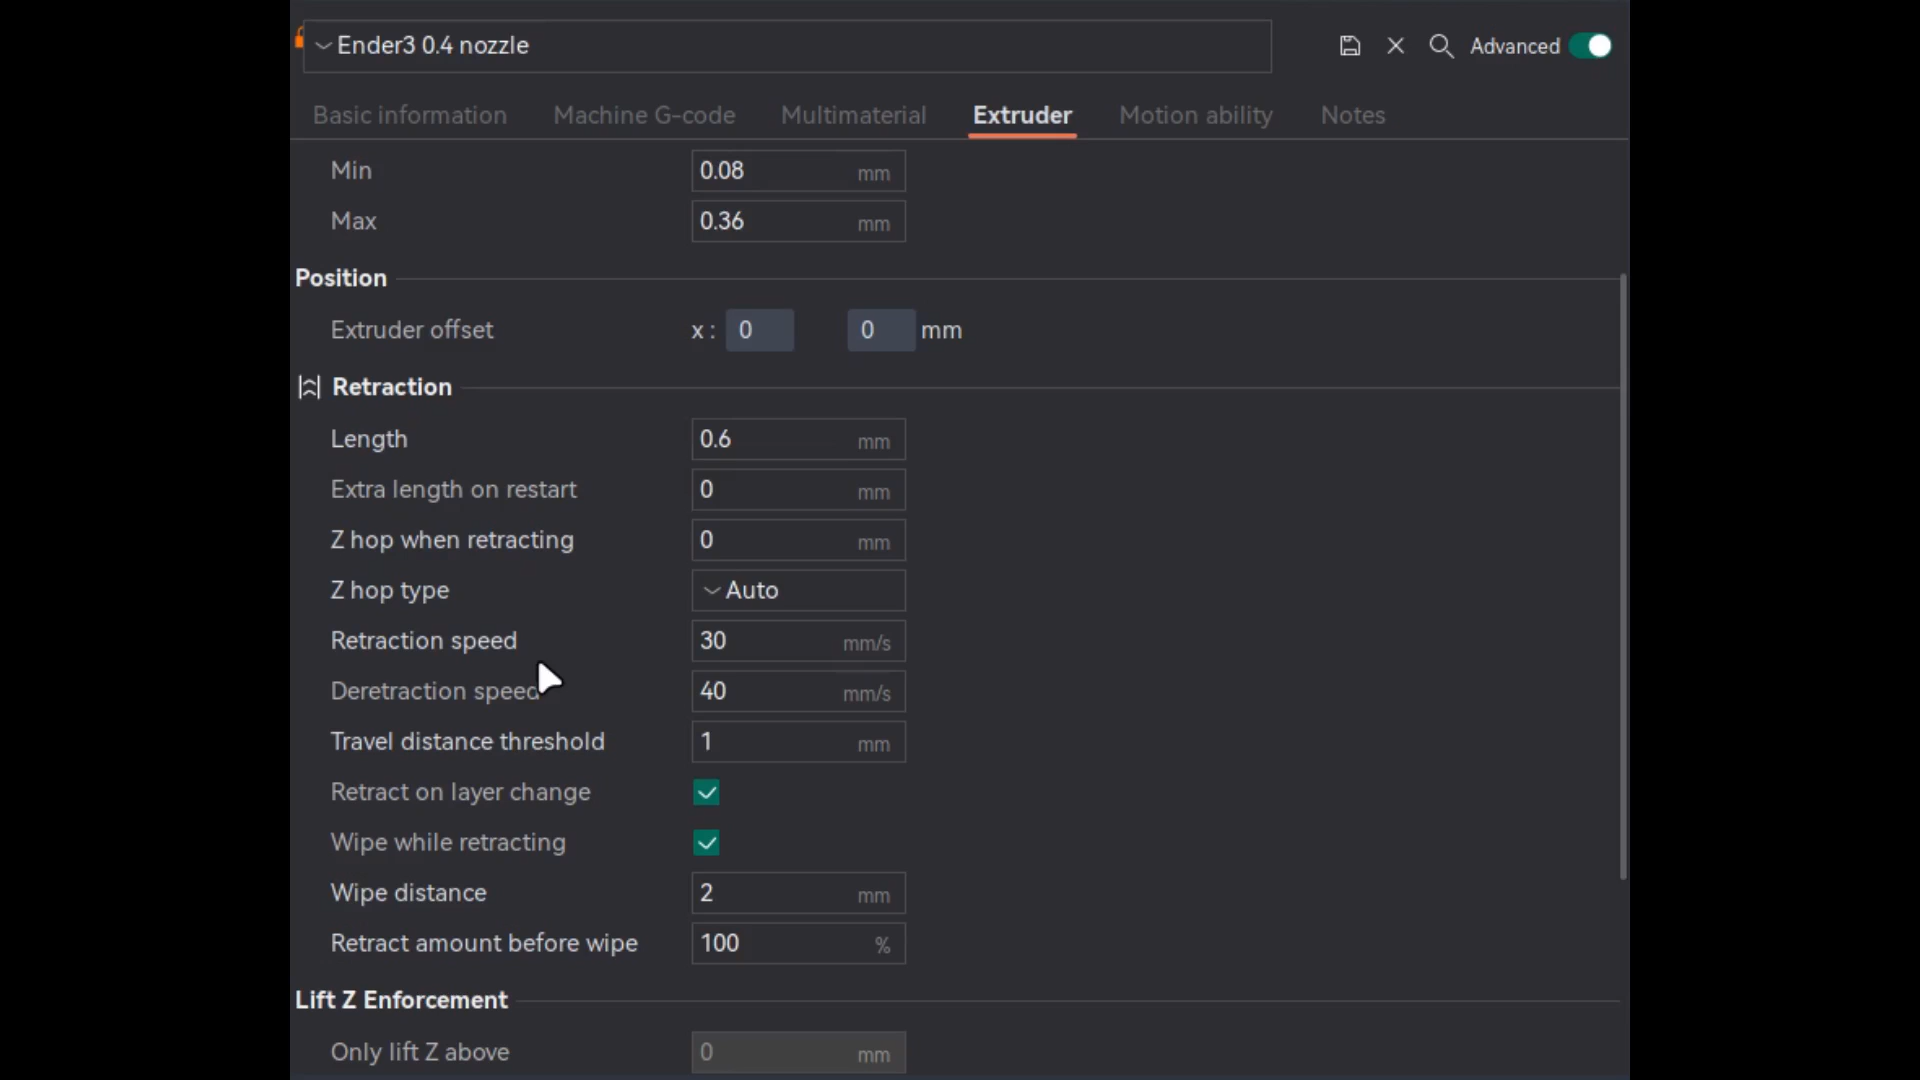 Ender3 0.4 nozzle
Advanced
Basic information Machine G-code Multimaterial Extruder Motion ability Notes
Min 0.08 mm
Max 0.36 mm
Position
Extruder offset x : 0 0 mm
Retraction
Length 0.6 mm
Extra length on restart 0 mm
Z hop when retracting 0 mm
Z hop type Auto
Retraction speed 30 mm/s
Deretraction speed 40 mm/s
Travel distance threshold 1 mm
Retract on layer change
Wipe while retracting
Wipe distance 2 mm
Retract amount before wipe 100 %
Lift Z Enforcement
Only lift Z above 0 mm